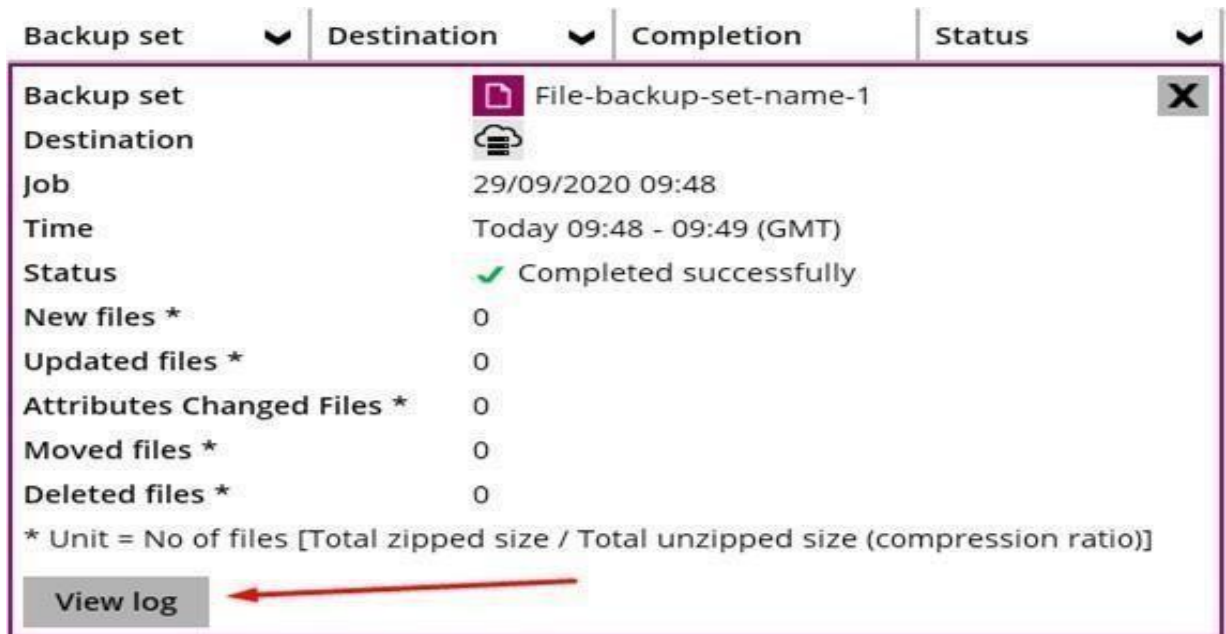 Backup set Destination Completion Status
Backup set File-backup-set-name-1 X
Destination
Job 29/09/2020 09:48
Time Today 09:48 - 09:49 (GMT)
Status Completed successfully
New files * 0
Updated files * 0
Attributes Changed Files * 0
Moved files * 0
Deleted files * 0
* Unit = No of files [Total zipped size / Total unzipped size (compression ratio)]
View log